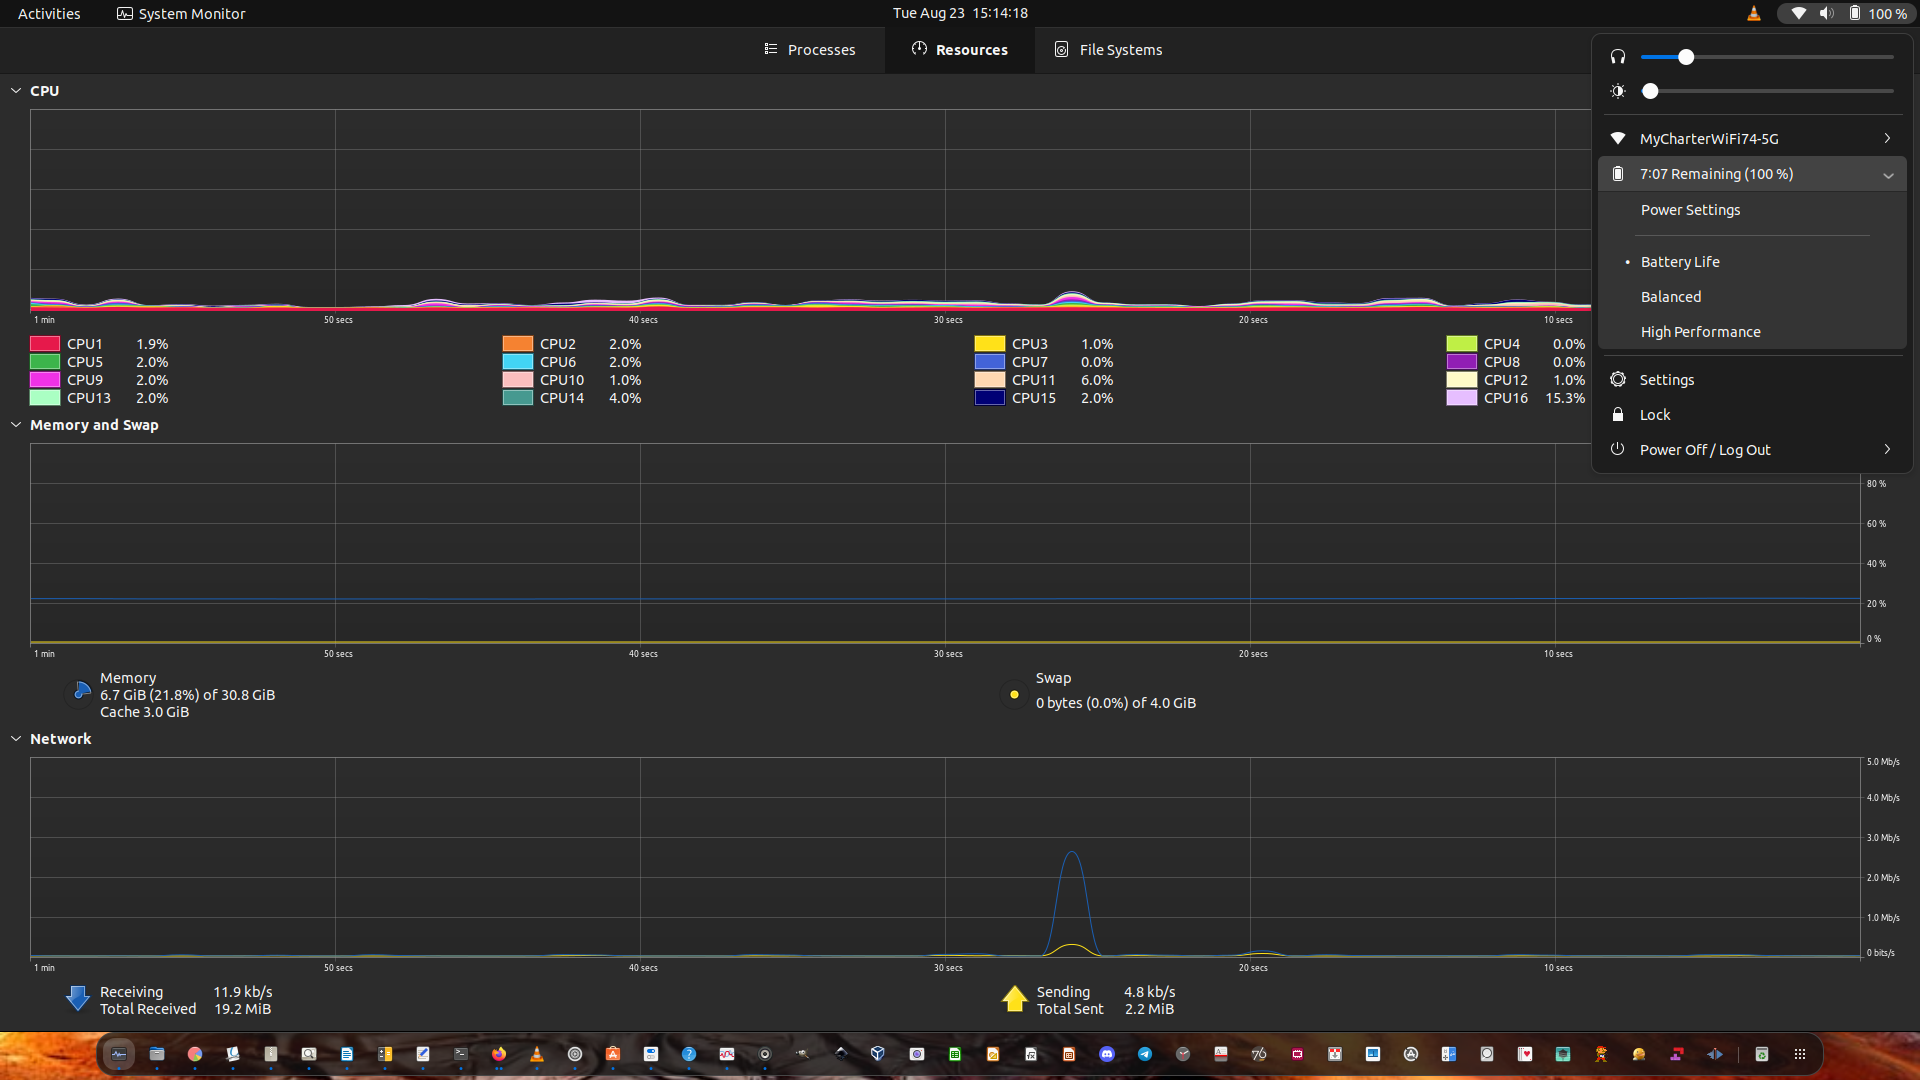 Activities
System Monitor
Tue Aug 23 15:14:18
100 %
Processes
Resources
File Systems
MyCharterWiFi74-5G
7:07 Remaining (100 %)
Power Settings
Battery Life
Balanced
High Performance
Settings
Lock
Power Off / Log Out
CPU
1 min 50 secs 40 secs 30 secs 20 secs 10 secs
CPU1 1.9% CPU2 2.0% CPU3 1.0% CPU4 0.0%
CPU5 2.0% CPU6 2.0% CPU7 0.0% CPU8 0.0%
CPU9 2.0% CPU10 1.0% CPU11 6.0% CPU12 1.0%
CPU13 2.0% CPU14 4.0% CPU15 2.0% CPU16 15.3%
Memory and Swap
80 %
60 %
40 %
20 %
0 %
1 min 50 secs 40 secs 30 secs 20 secs 10 secs
Memory
6.7 GiB (21.8%) of 30.8 GiB
Cache 3.0 GiB
Swap
0 bytes (0.0%) of 4.0 GiB
Network
5.0 Mb/s
4.0 Mb/s
3.0 Mb/s
2.0 Mb/s
1.0 Mb/s
0 bits/s
1 min 50 secs 40 secs 30 secs 20 secs 10 secs
Receiving 11.9 kb/s
Total Received 19.2 MiB
Sending 4.8 kb/s
Total Sent 2.2 MiB
76